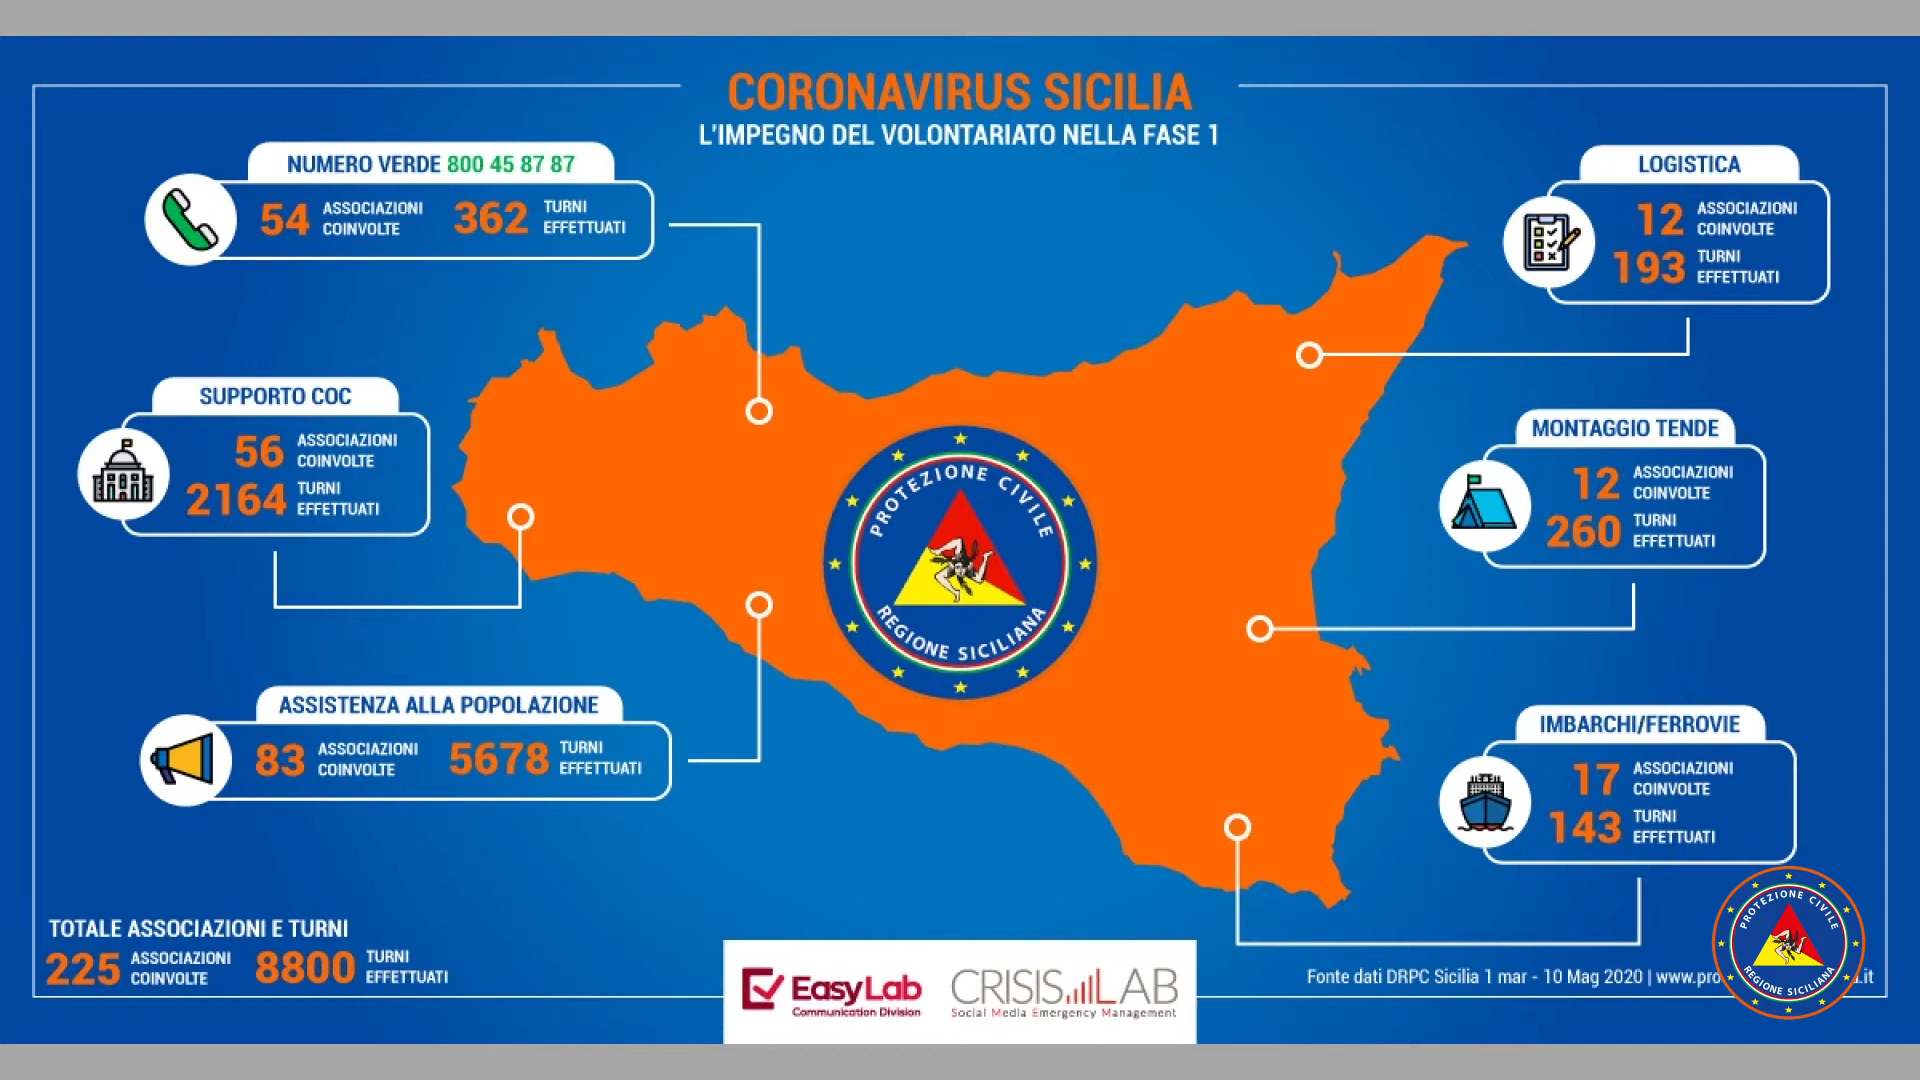 CORONAVIRUS SICILIA
L'IMPEGNO DEL VOLONTARIATO NELLA FASE 1
NUMERO VERDE 800 45 87 87
54 ASSOCIAZIONI COINVOLTE 362 TURNI EFFETTUATI
LOGISTICA
12 ASSOCIAZIONI COINVOLTE
193 TURNI EFFETTUATI
SUPPORTO COC
56 ASSOCIAZIONI COINVOLTE
2164 TURNI EFFETTUATI
MONTAGGIO TENDE
12 ASSOCIAZIONI COINVOLTE
260 TURNI EFFETTUATI
PROTEZIONE CIVILE
REGIONE SICILIANA
ASSISTENZA ALLA POPOLAZIONE
83 ASSOCIAZIONI COINVOLTE 5678 TURNI EFFETTUATI
IMBARCHI/FERROVIE
17 ASSOCIAZIONI COINVOLTE
143 TURNI EFFETTUATI
TOTALE ASSOCIAZIONI E TURNI
225 ASSOCIAZIONI COINVOLTE 8800 TURNI EFFETTUATI
EasyLab
Communication Division
CRISIS LAB
Social Media Emergency Management
Fonte dati DRPC Sicilia 1 mar - 10 Mag 2020 | www.pro
.it
PROTEZIONE CIVILE
REGIONE SICILIANA